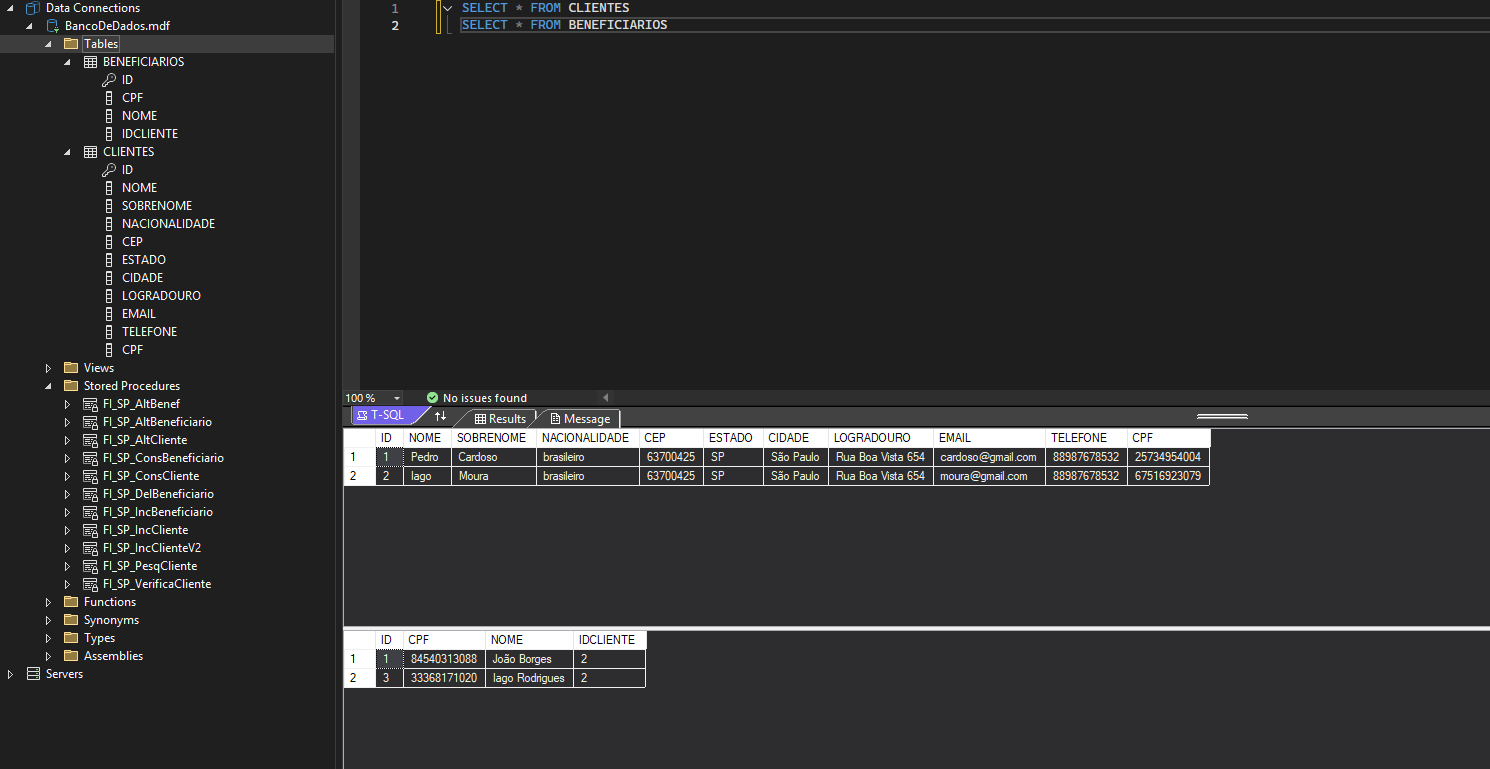 Data Connections
BancoDeDados.mdf
Tables
BENEFICIARIOS
ID
CPF
NOME
IDCLIENTE
CLIENTES
ID
NOME
SOBRENOME
NACIONALIDADE
CEP
ESTADO
CIDADE
LOGRADOURO
EMAIL
TELEFONE
CPF
Views
Stored Procedures
FI_SP_AltBenef
FI_SP_AltBeneficiario
FI_SP_AltCliente
FI_SP_ConsBeneficiario
FI_SP_ConsCliente
FI_SP_DelBeneficiario
FI_SP_IncBeneficiario
FI_SP_IncCliente
FI_SP_IncClienteV2
FI_SP_PesqCliente
FI_SP_VerificaCliente
Functions
Synonyms
Types
Assemblies
Servers
1 SELECT * FROM CLIENTES
2 SELECT * FROM BENEFICIARIOS
100 % No issues found
T-SQL Results Message
ID NOME SOBRENOME NACIONALIDADE CEP ESTADO CIDADE LOGRADOURO EMAIL TELEFONE CPF
1 1 Pedro Cardoso brasileiro 63700425 SP São Paulo Rua Boa Vista 654 cardoso@gmail.com 88987678532 25734954004
2 2 Iago Moura brasileiro 63700425 SP São Paulo Rua Boa Vista 654 moura@gmail.com 88987678532 67516923079
ID CPF NOME IDCLIENTE
1 1 84540313088 João Borges 2
2 3 33368171020 Iago Rodrigues 2